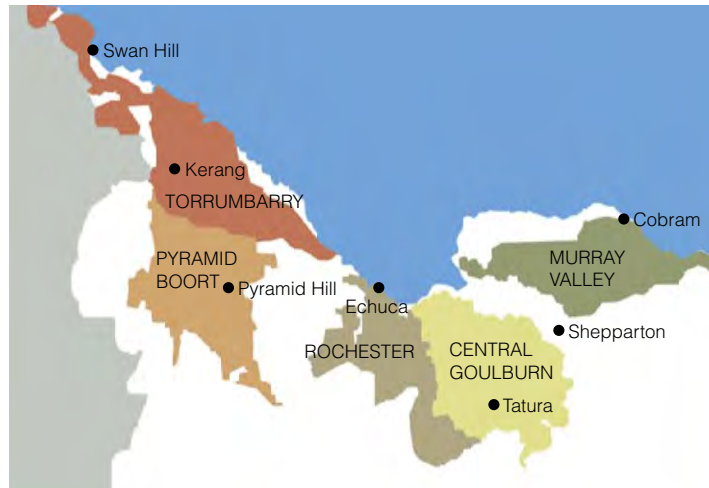 Swan Hill
Kerang
TORRUMBARRY
Cobram
PYRAMID
BOORT
MURRAY
VALLEY
Pyramid Hill
Echuca
Shepparton
ROCHESTER
CENTRAL
GOULBURN
Tatura